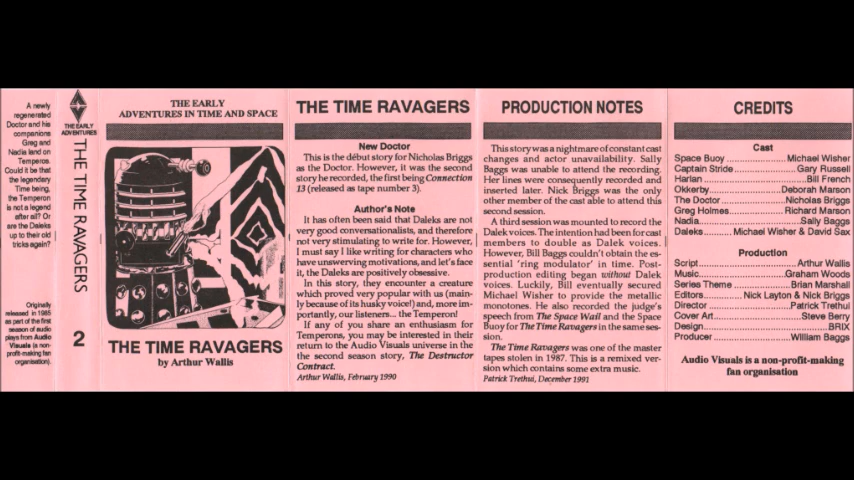 A newly
regenerated
Doctor and his
companions
Greg and
Nadia land on
Temperos.
Could it be that
the legendary
Time being,
the Temperon
is not a legend
after all? Or
are the Daleks
up to their old
tricks again?
Originally
released in 1985
as part of the first
season of audio
plays from Audio
Visuals (a non-
profit-making fan
organisation).
THE EARLY
ADVENTURES
THE TIME RAVAGERS
2
THE EARLY
ADVENTURES IN TIME AND SPACE
THE TIME RAVAGERS
by Arthur Wallis
THE TIME RAVAGERS
New Doctor
This is the début story for Nicholas Briggs
as the Doctor. However, it was the second
story he recorded, the first being Connection
13 (released as tape number 3).
Author's Note
It has often been said that Daleks are not
very good conversationalists, and therefore
not very stimulating to write for. However,
I must say I like writing for characters who
have unswerving motivations, and let's face
it, the Daleks are positively obsessive.
In this story, they encounter a creature
which proved very popular with us (main-
ly because of its husky voice!) and, more im-
portantly, our listeners... the Temperon!
If any of you share an enthusiasm for
Temperons, you may be interested in their
return to the Audio Visuals universe in the
the second season story, The Destructor
Contract.
Arthur Wallis, February 1990
PRODUCTION NOTES
This story was a nightmare of constant cast
changes and actor unavailability. Sally
Baggs was unable to attend the recording.
Her lines were consequently recorded and
inserted later. Nick Briggs was the only
other member of the cast able to attend this
second session.
A third session was mounted to record the
Dalek voices. The intention had been for cast
members to double as Dalek voices.
However, Bill Baggs couldn't obtain the es-
sential 'ring modulator' in time. Post-
production editing began without Dalek
voices. Luckily, Bill eventually secured
Michael Wisher to provide the metallic
monotones. He also recorded the judge's
speech from The Space Wail and the Space
Buoy for The Time Ravagers in the same ses-
sion.
The Time Ravagers was one of the master
tapes stolen in 1987. This is a remixed ver-
sion which contains some extra music.
Patrick Trethui, December 1991
CREDITS
Cast
Space Buoy ..................... Michael Wisher
Captain Stride..................... Gary Russell
Harlan..................... Bill French
Okkerby..................... Deborah Marson
The Doctor ..................... Nicholas Briggs
Greg Holmes..................... Richard Marson
Nadia..................... Sally Baggs
Daleks..................... Michael Wisher & David Sax
Production
Script..................... Arthur Wallis
Music..................... Graham Woods
Series Theme ..................... Brian Marshall
Editors..................... Nick Layton & Nick Briggs
Director ..................... Patrick Trethui
Cover Art..................... Steve Berry
Design..................... BRIX
Producer ..................... William Baggs
Audio Visuals is a non-profit-making
fan organisation